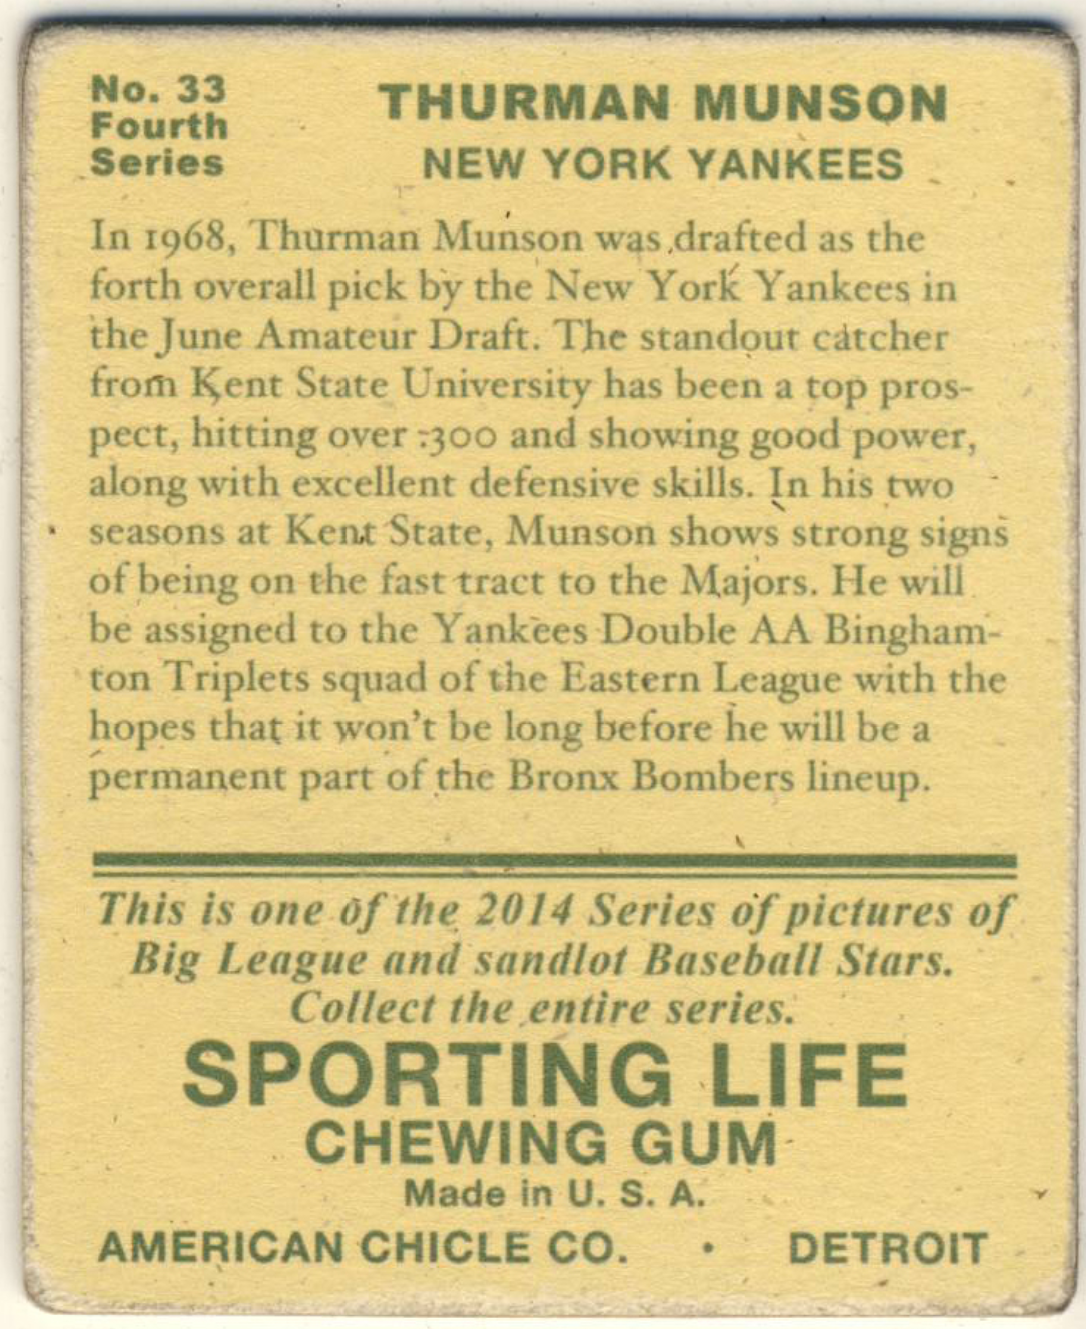 No. 33
Fourth
Series
THURMAN MUNSON
NEW YORK YANKEES
In 1968, Thurman Munson was drafted as the
forth overall pick by the New York Yankees in
the June Amateur Draft. The standout catcher
from Kent State University has been a top pros-
pect, hitting over .300 and showing good power,
along with excellent defensive skills. In his two
seasons at Kent State, Munson shows strong signs
of being on the fast tract to the Majors. He will
be assigned to the Yankees Double AA Bingham-
ton Triplets squad of the Eastern League with the
hopes that it won't be long before he will be a
permanent part of the Bronx Bombers lineup.
This is one of the 2014 Series of pictures of
Big League and sandlot Baseball Stars.
Collect the entire series.
SPORTING LIFE
CHEWING GUM
Made in U. S. A.
AMERICAN CHICLE CO. • DETROIT